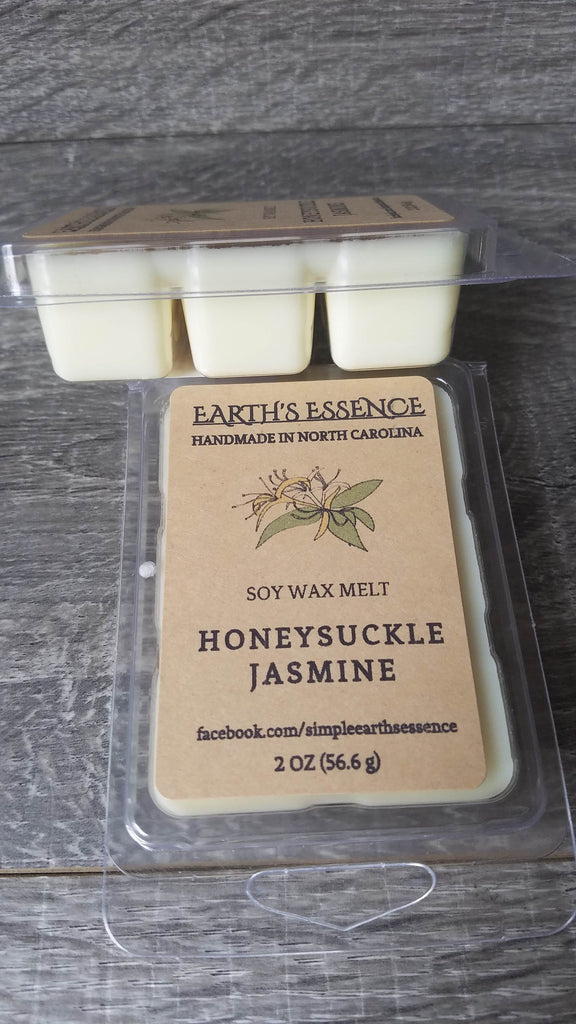 EARTH'S ESSENCE
HANDMADE IN NORTH CAROLINA
SOY WAX MELT
HONEYSUCKLE
JASMINE
facebook.com/simpleearthsessence
2 OZ (56.6 g)